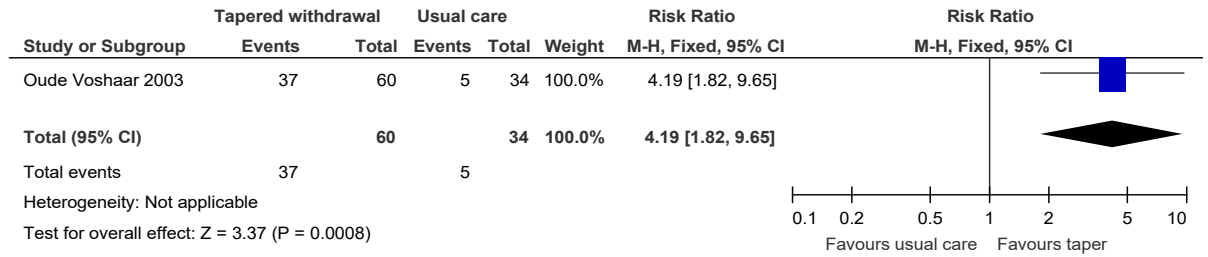 Tapered withdrawal Usual care Risk Ratio Risk Ratio
Study or Subgroup Events Total Events Total Weight M-H, Fixed, 95% CI M-H, Fixed, 95% CI
Oude Voshaar 2003 37 60 5 34 100.0% 4.19 [1.82, 9.65]
Total (95% CI) 60 34 100.0% 4.19 [1.82, 9.65]
Total events 37 5
Heterogeneity: Not applicable
Test for overall effect: Z = 3.37 (P = 0.0008)
0.1 0.2 0.5 1 2 5 10
Favours usual care Favours taper